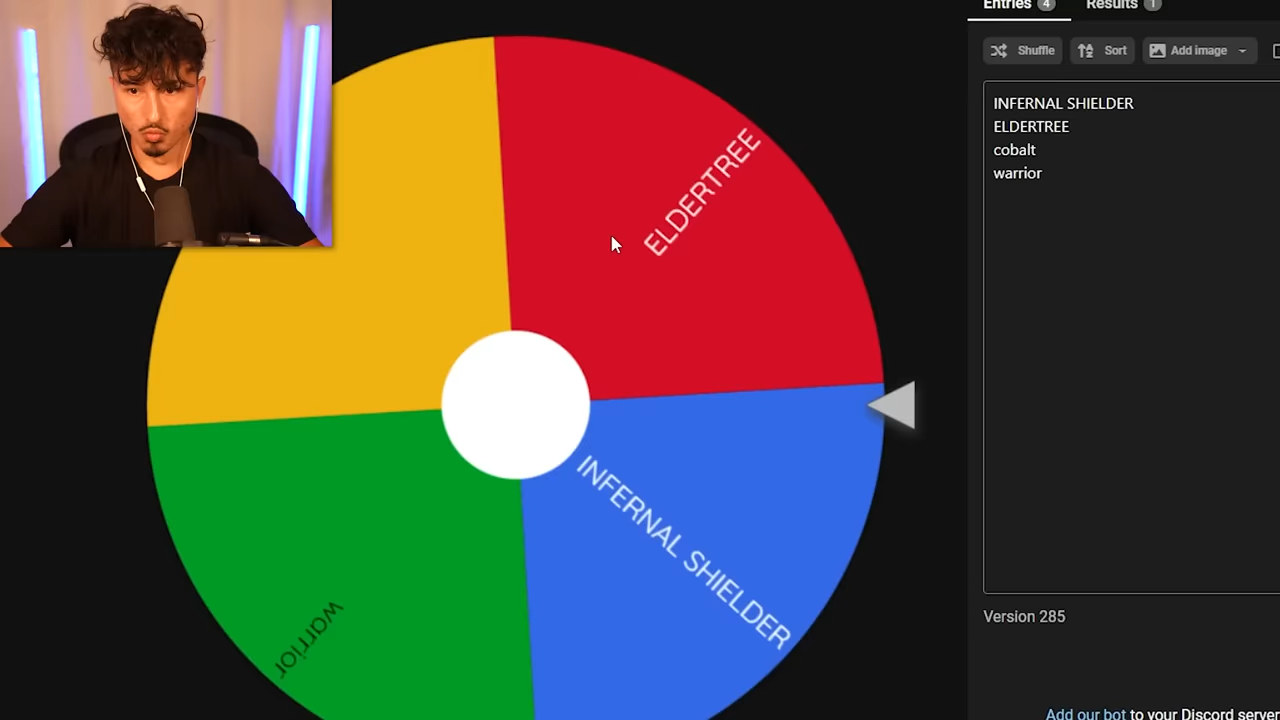 Entries 4 Results 1
Shuffle Sort Add image
INFERNAL SHIELDER
ELDERTREE
cobalt
warrior
Version 285
Add our bot to your Discord server
ELDERTREE
INFERNAL SHIELDER
warrior